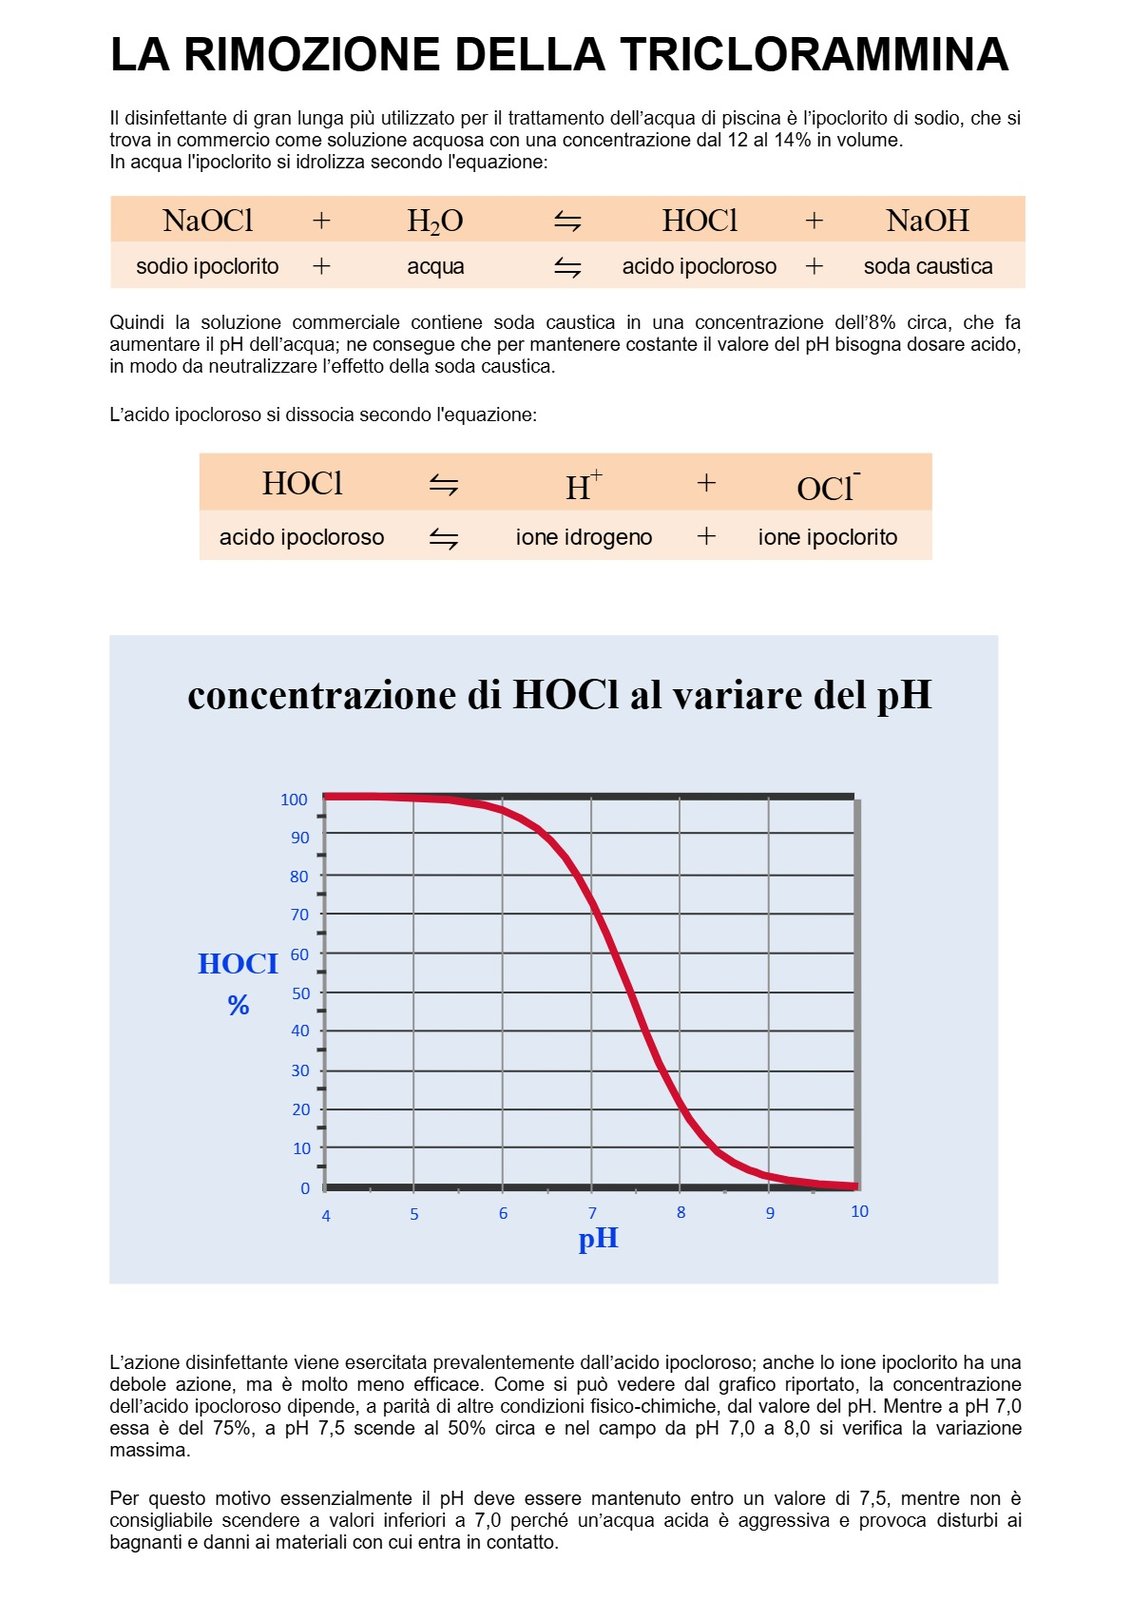 LA RIMOZIONE DELLA TRICLORAMMINA
Il disinfettante di gran lunga più utilizzato per il trattamento dell’acqua di piscina è l’ipoclorito di sodio, che si
trova in commercio come soluzione acquosa con una concentrazione dal 12 al 14% in volume.
In acqua l'ipoclorito si idrolizza secondo l'equazione:
NaOCl + H₂O ⇋ HOCl + NaOH
sodio ipoclorito + acqua ⇋ acido ipocloroso + soda caustica
Quindi la soluzione commerciale contiene soda caustica in una concentrazione dell’8% circa, che fa
aumentare il pH dell’acqua; ne consegue che per mantenere costante il valore del pH bisogna dosare acido,
in modo da neutralizzare l’effetto della soda caustica.
L’acido ipocloroso si dissocia secondo l'equazione:
HOCl ⇋ H⁺ + OCl⁻
acido ipocloroso ⇋ ione idrogeno + ione ipoclorito
concentrazione di HOCl al variare del pH
100
90
80
70
HOCI 60
% 50
40
30
20
10
0
4 5 6 7 8 9 10
pH
L’azione disinfettante viene esercitata prevalentemente dall’acido ipocloroso; anche lo ione ipoclorito ha una
debole azione, ma è molto meno efficace. Come si può vedere dal grafico riportato, la concentrazione
dell’acido ipocloroso dipende, a parità di altre condizioni fisico-chimiche, dal valore del pH. Mentre a pH 7,0
essa è del 75%, a pH 7,5 scende al 50% circa e nel campo da pH 7,0 a 8,0 si verifica la variazione
massima.
Per questo motivo essenzialmente il pH deve essere mantenuto entro un valore di 7,5, mentre non è
consigliabile scendere a valori inferiori a 7,0 perché un’acqua acida è aggressiva e provoca disturbi ai
bagnanti e danni ai materiali con cui entra in contatto.